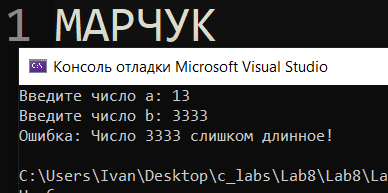 1 МАРЧУК
Консоль отладки Microsoft Visual Studio
Введите число a: 13
Введите число b: 3333
Ошибка: Число 3333 слишком длинное!
C:\Users\Ivan\Desktop\c_labs\Lab8\Lab8\La